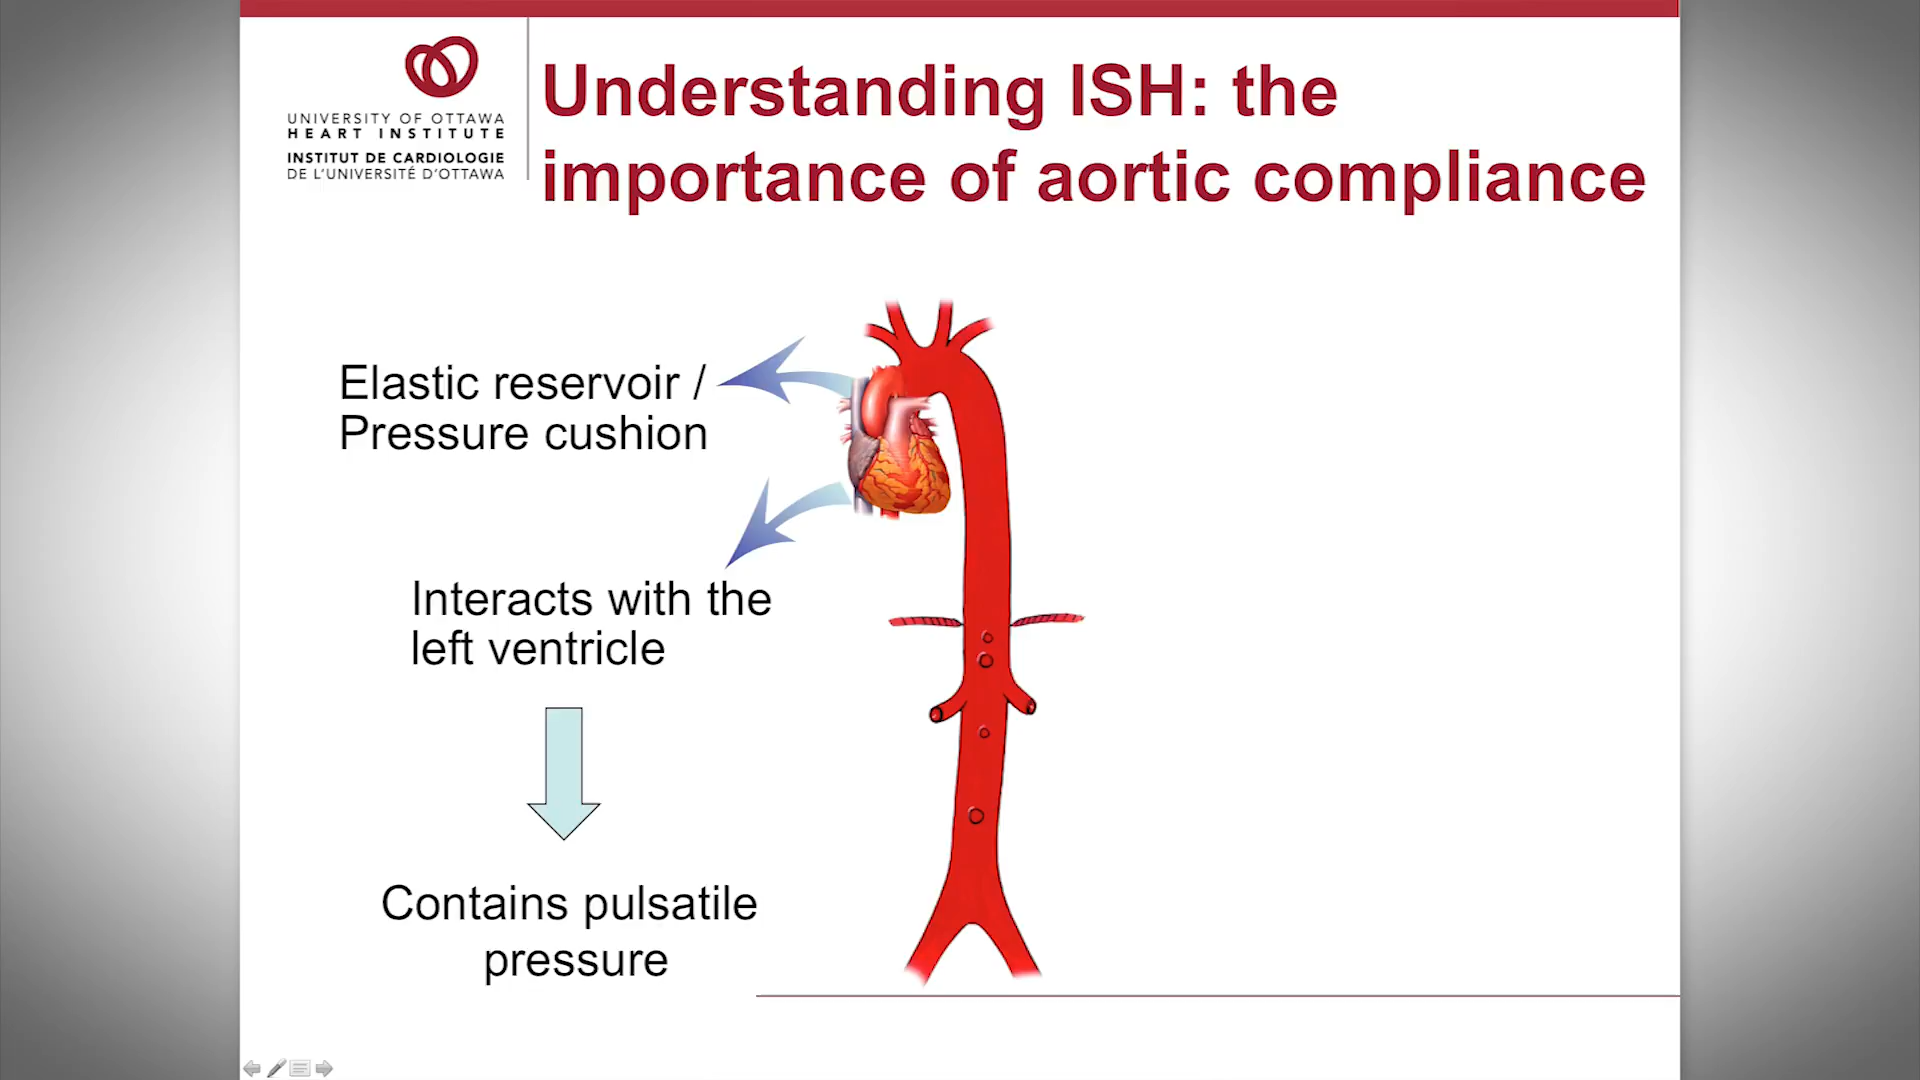 UNIVERSITY OF OTTAWA
HEART INSTITUTE
INSTITUT DE CARDIOLOGIE
DE L'UNIVERSITÉ D'OTTAWA
Understanding ISH: the
importance of aortic compliance
Elastic reservoir /
Pressure cushion
Interacts with the
left ventricle
Contains pulsatile
pressure